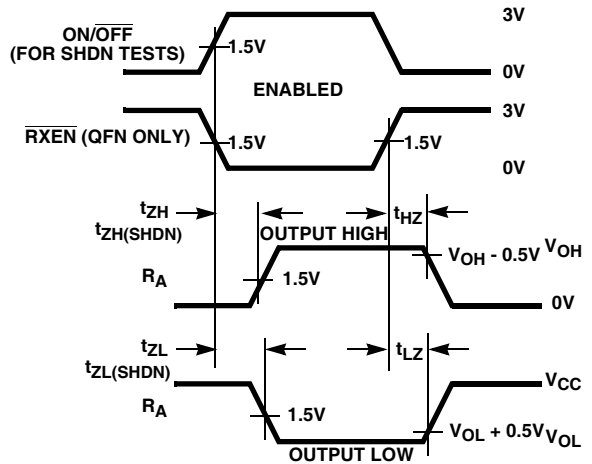 3V
ON/OFF
(FOR SHDN TESTS)
1.5V
0V
ENABLED
3V
RXEN (QFN ONLY)
1.5V
1.5V
0V
tZH
tHZ
tZH(SHDN)
OUTPUT HIGH
VOH - 0.5V VOH
RA
1.5V
0V
tZL
tLZ
tZL(SHDN)
VCC
RA
1.5V
VOL + 0.5V VOL
OUTPUT LOW